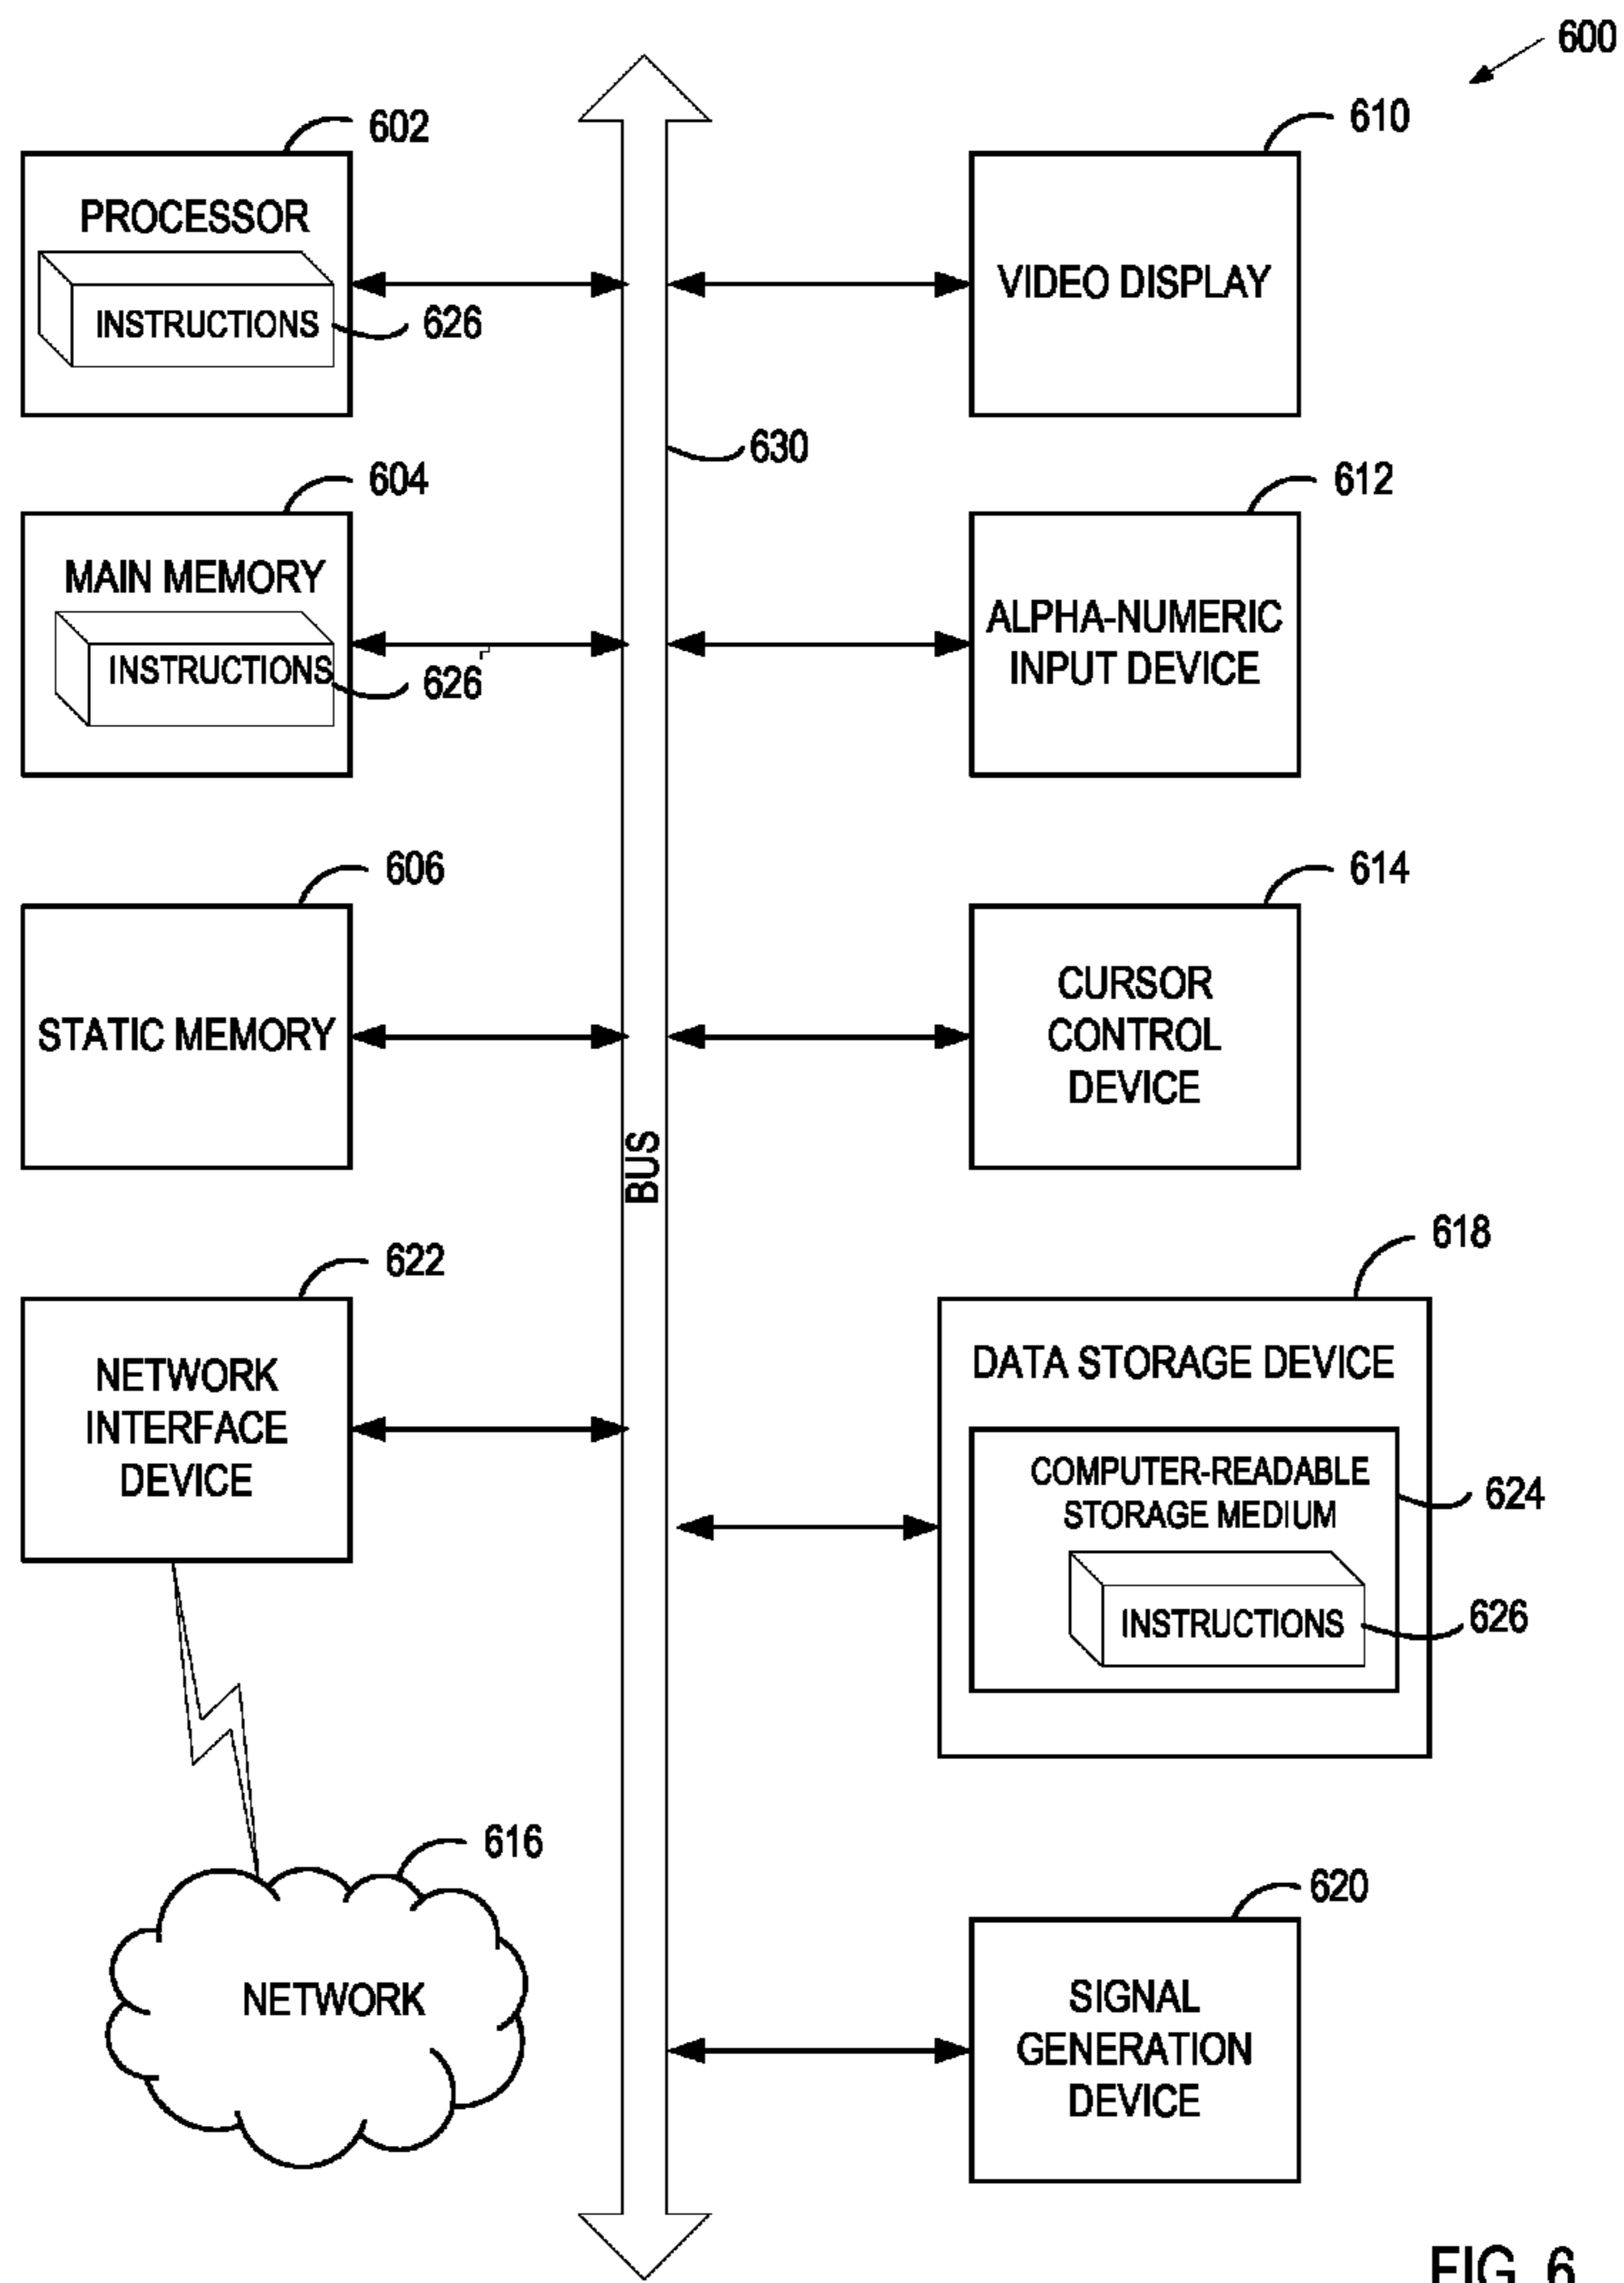 600
602
PROCESSOR
INSTRUCTIONS
626
610
VIDEO DISPLAY
630
604
MAIN MEMORY
INSTRUCTIONS
626
612
ALPHA-NUMERIC
INPUT DEVICE
606
STATIC MEMORY
614
CURSOR
CONTROL
DEVICE
BUS
622
NETWORK
INTERFACE
DEVICE
618
DATA STORAGE DEVICE
COMPUTER-READABLE
STORAGE MEDIUM
624
INSTRUCTIONS
626
616
NETWORK
620
SIGNAL
GENERATION
DEVICE
FIG. 6